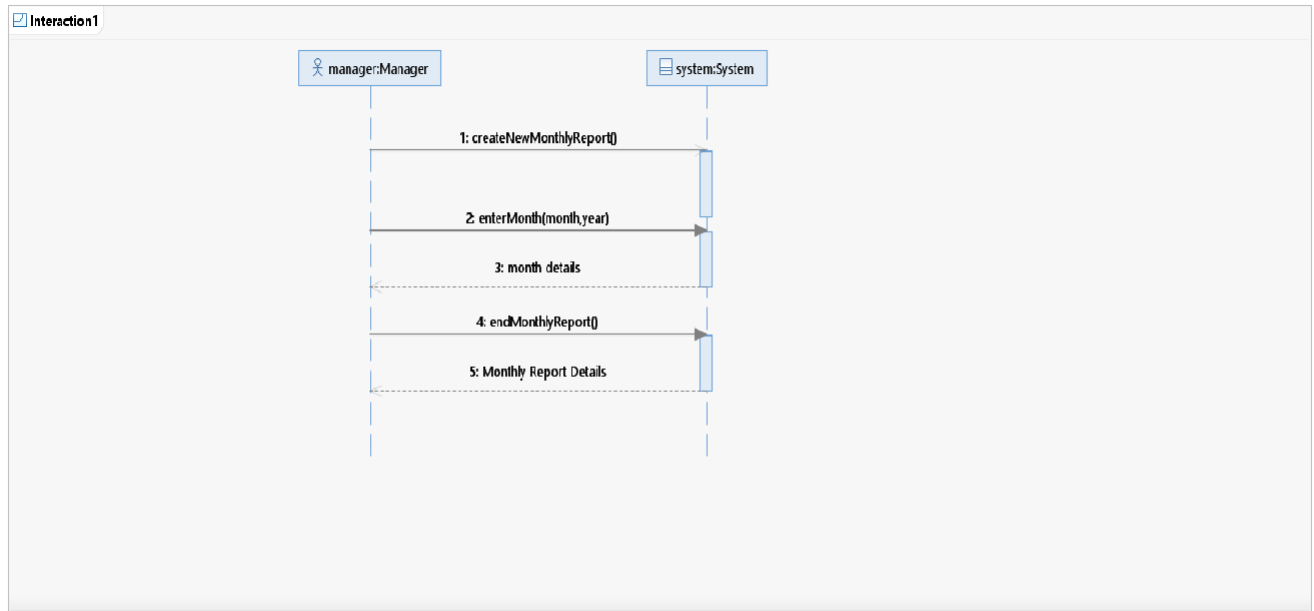 Interaction1
manager:Manager
system:System
1: createNewMonthlyReport()
2: enterMonth(month,year)
3: month details
4: endMonthlyReport()
5: Monthly Report Details